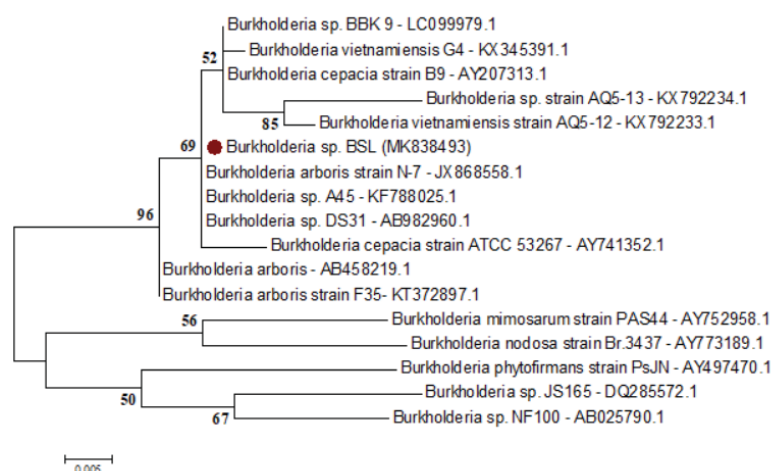 Burkholderia sp. BBK 9 - LC099979.1
52
Burkholderia vietnamiensis G4 - KX345391.1
Burkholderia cepacia strain B9 - AY207313.1
Burkholderia sp. strain AQ5-13 - KX792234.1
85
Burkholderia vietnamiensis strain AQ5-12 - KX792233.1
69
Burkholderia sp. BSL (MK838493)
Burkholderia arboris strain N-7 - JX868558.1
Burkholderia sp. A45 - KF788025.1
96
Burkholderia sp. DS31 - AB982960.1
Burkholderia cepacia strain ATCC 53267 - AY741352.1
Burkholderia arboris - AB458219.1
Burkholderia arboris strain F35- KT372897.1
56
Burkholderia mimosarum strain PAS44 - AY752958.1
Burkholderia nodosa strain Br.3437 - AY773189.1
Burkholderia phytofirmans strain PsJN - AY497470.1
50
Burkholderia sp. JS165 - DQ285572.1
67
Burkholderia sp. NF100 - AB025790.1
0.005